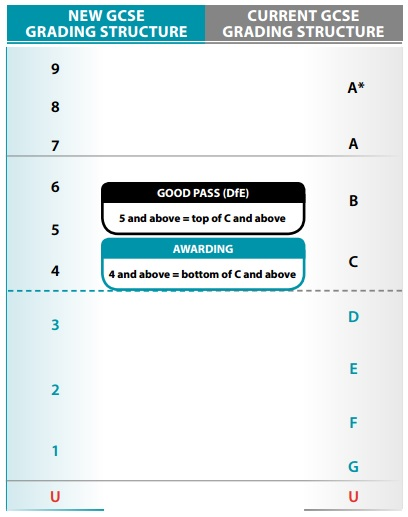 NEW GCSE
GRADING STRUCTURE
CURRENT GCSE
GRADING STRUCTURE
9
A*
8
7
A
6
GOOD PASS (DfE)
B
5 and above = top of C and above
5
AWARDING
C
4
4 and above = bottom of C and above
3
D
E
2
F
1
G
U
U